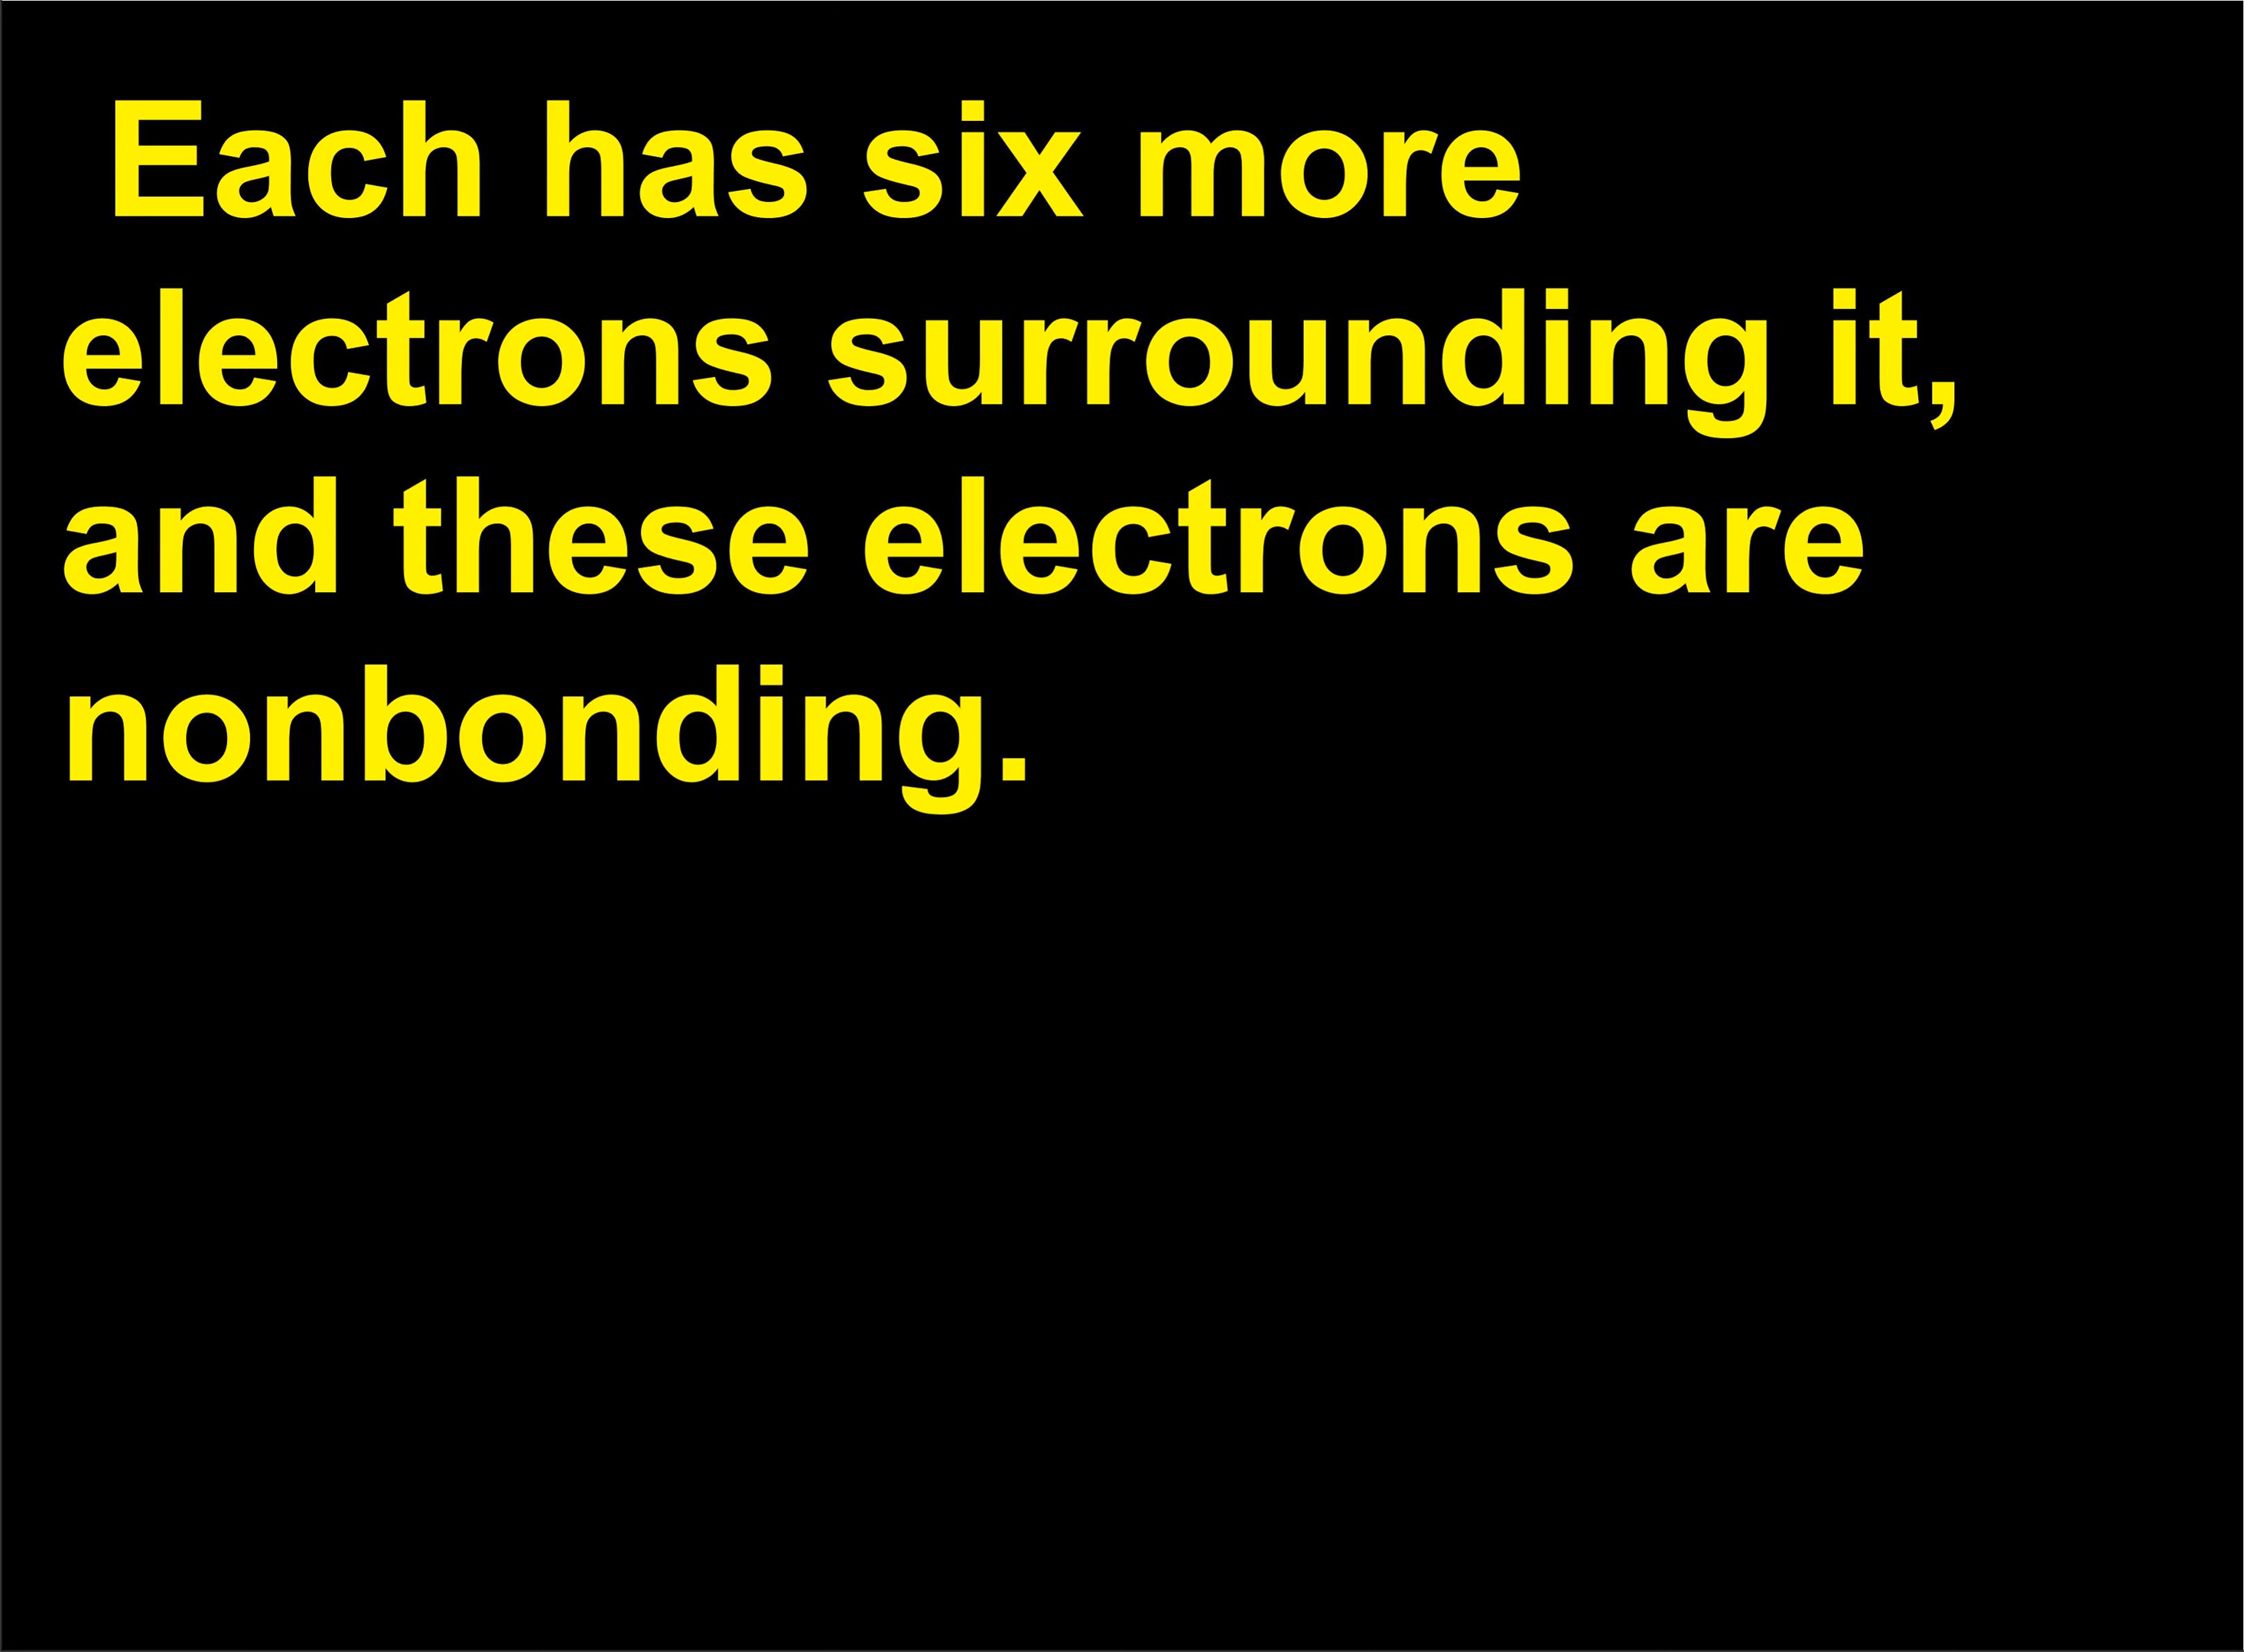 Each has six more
electrons surrounding it,
and these electrons are
nonbonding.